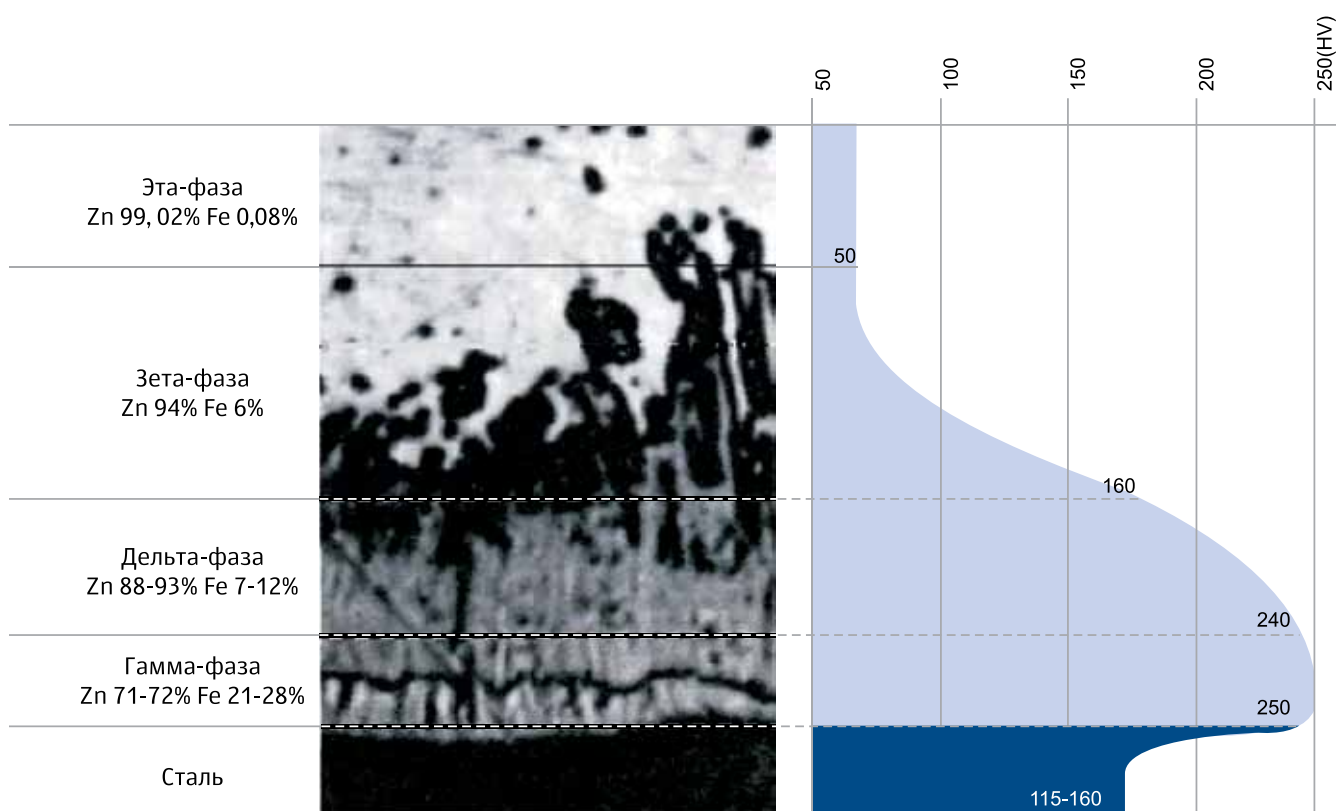 50
100
150
200
250(HV)
Эта-фаза
Zn 99, 02% Fe 0,08%
50
Зета-фаза
Zn 94% Fe 6%
160
Дельта-фаза
Zn 88-93% Fe 7-12%
240
Гамма-фаза
Zn 71-72% Fe 21-28%
250
Сталь
115-160